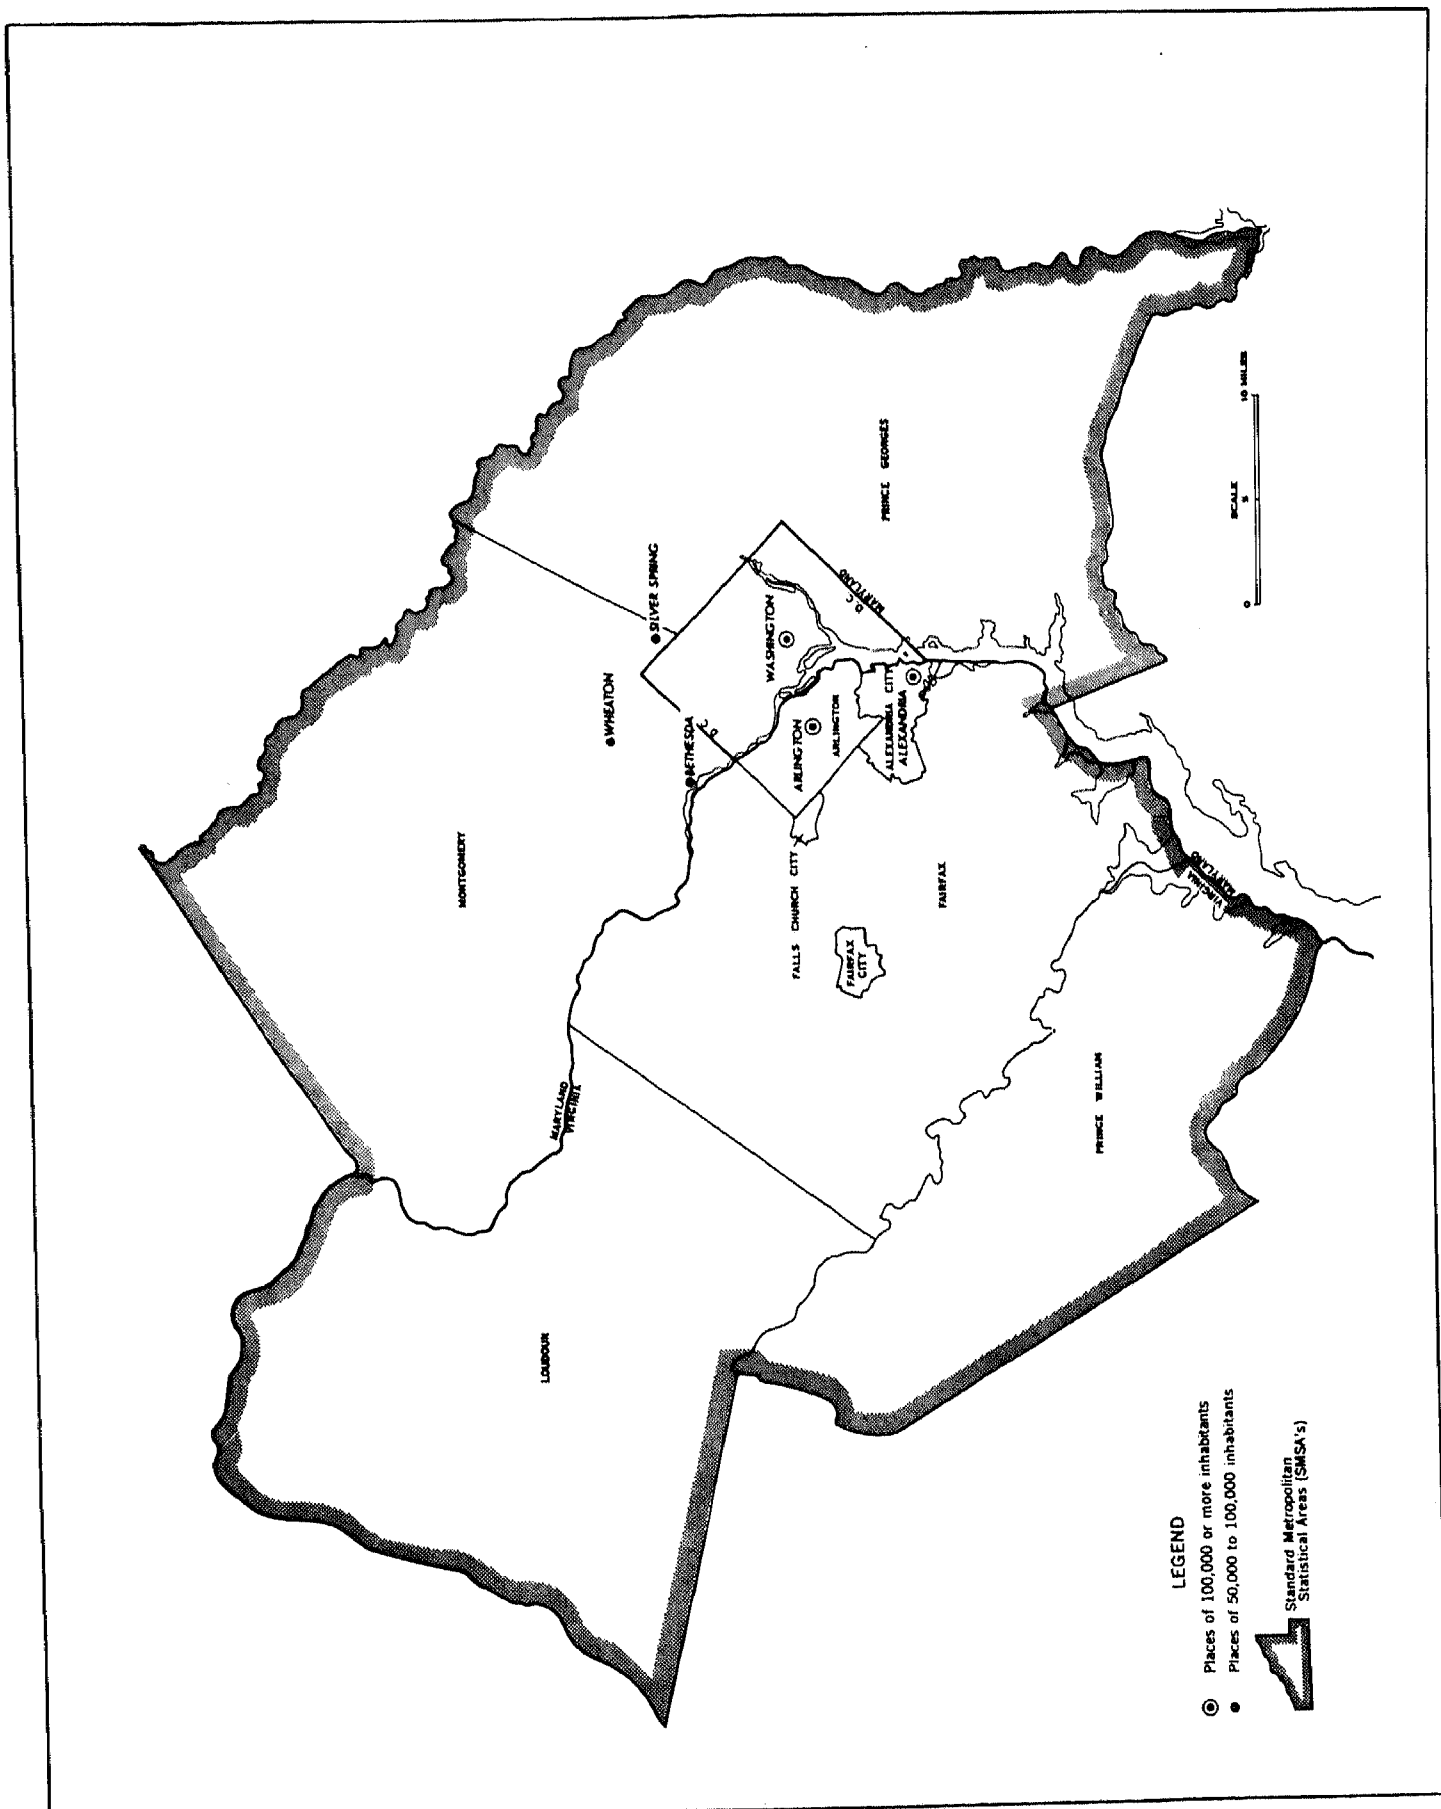 MONTGOMERY
WHEATON
SILVER SPRING
BETHESDA
D.C.
MARYLAND
VIRGINIA
LOUDOUR
WASHINGTON
ARLINGTON
ARLINGTON
ALEXANDRIA CITY
ALEXANDRIA
D.C.
MARYLAND
PRINCE GEORGES
FALLS CHURCH CITY
FAIRFAX
CITY
FAIRFAX
PRINCE WILLIAM
VIRGINIA
MARYLAND
SCALE
0 5 10 MILES
LEGEND
Places of 100,000 or more inhabitants
Places of 50,000 to 100,000 inhabitants
Standard Metropolitan
Statistical Areas (SMSA's)